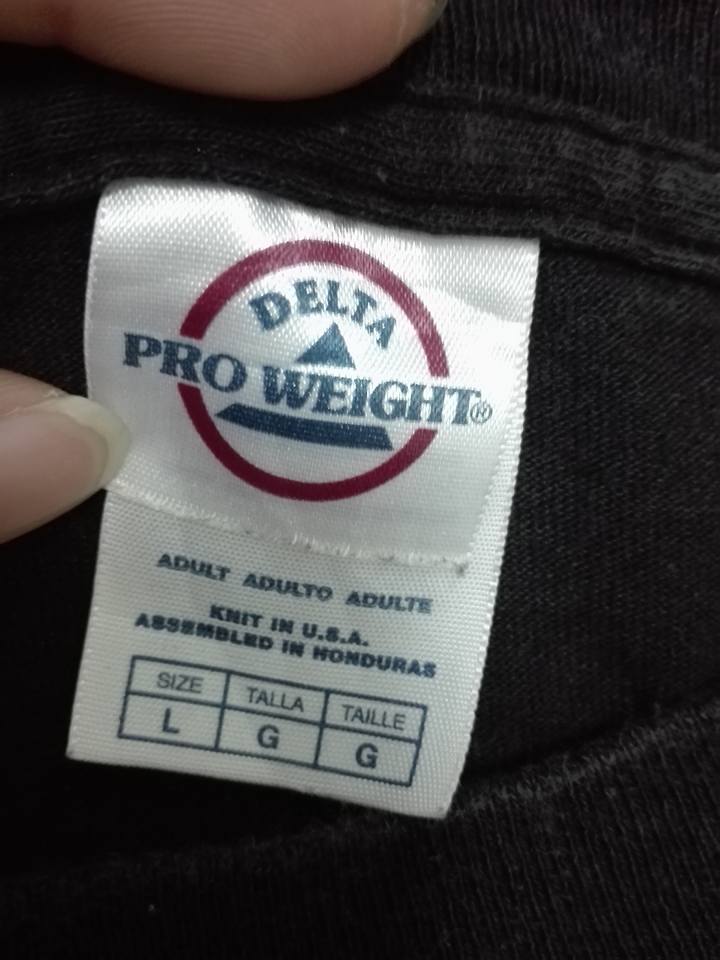 DELTA
PRO WEIGHT®
ADULT ADULTO ADULTE
KNIT IN U.S.A.
ASSEMBLED IN HONDURAS
SIZE TALLA TAILLE
L G G